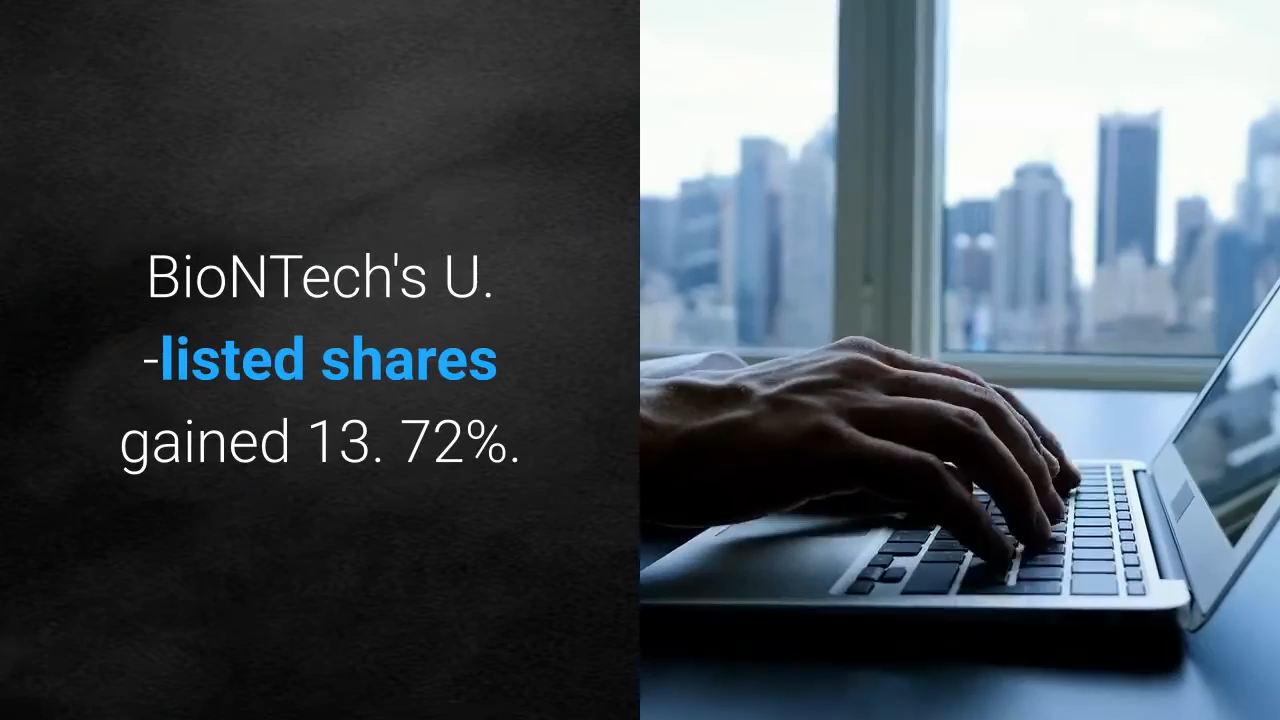 BioNTech's U.
-listed shares
gained 13. 72%.